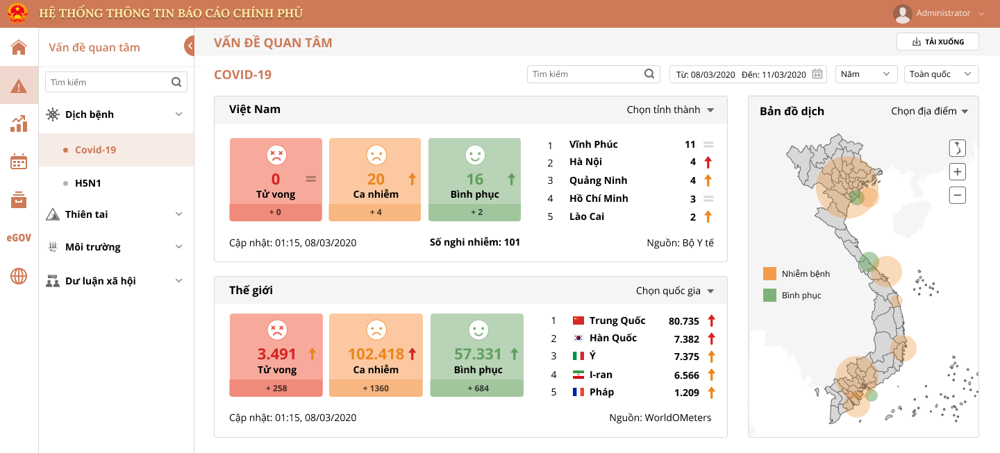 HỆ THỐNG THÔNG TIN BÁO CÁO CHÍNH PHỦ
Administrator
Vấn đề quan tâm
Tìm kiếm
Dịch bệnh
Covid-19
H5N1
Thiên tai
Môi trường
Dư luận xã hội
eGOV
VẤN ĐỀ QUAN TÂM
TẢI XUỐNG
COVID-19
Tìm kiếm
Từ: 08/03/2020 Đến: 11/03/2020
Năm
Toàn quốc
Việt Nam
Chọn tỉnh thành
0
Tử vong
+ 0
20
Ca nhiễm
+ 4
16
Bình phục
+ 2
1 Vĩnh Phúc 11
2 Hà Nội 4
3 Quảng Ninh 4
4 Hồ Chí Minh 3
5 Lào Cai 2
Cập nhật: 01:15, 08/03/2020
Số nghi nhiễm: 101
Nguồn: Bộ Y tế
Thế giới
Chọn quốc gia
3.491
Tử vong
+ 258
102.418
Ca nhiễm
+ 1360
57.331
Bình phục
+ 684
1 Trung Quốc 80.735
2 Hàn Quốc 7.382
3 Ý 7.375
4 I-ran 6.566
5 Pháp 1.209
Cập nhật: 01:15, 08/03/2020
Nguồn: WorldOMeters
Bản đồ dịch
Chọn địa điểm
Nhiễm bệnh
Bình phục